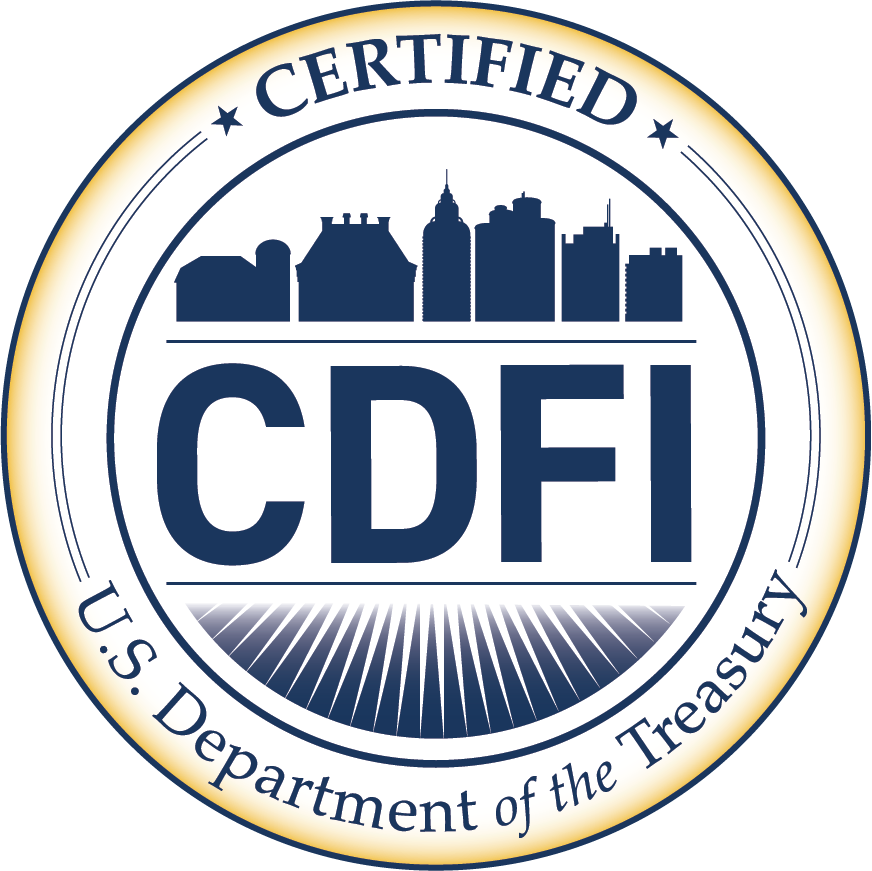 CERTIFIED
CDFI
U.S. Department of the Treasury